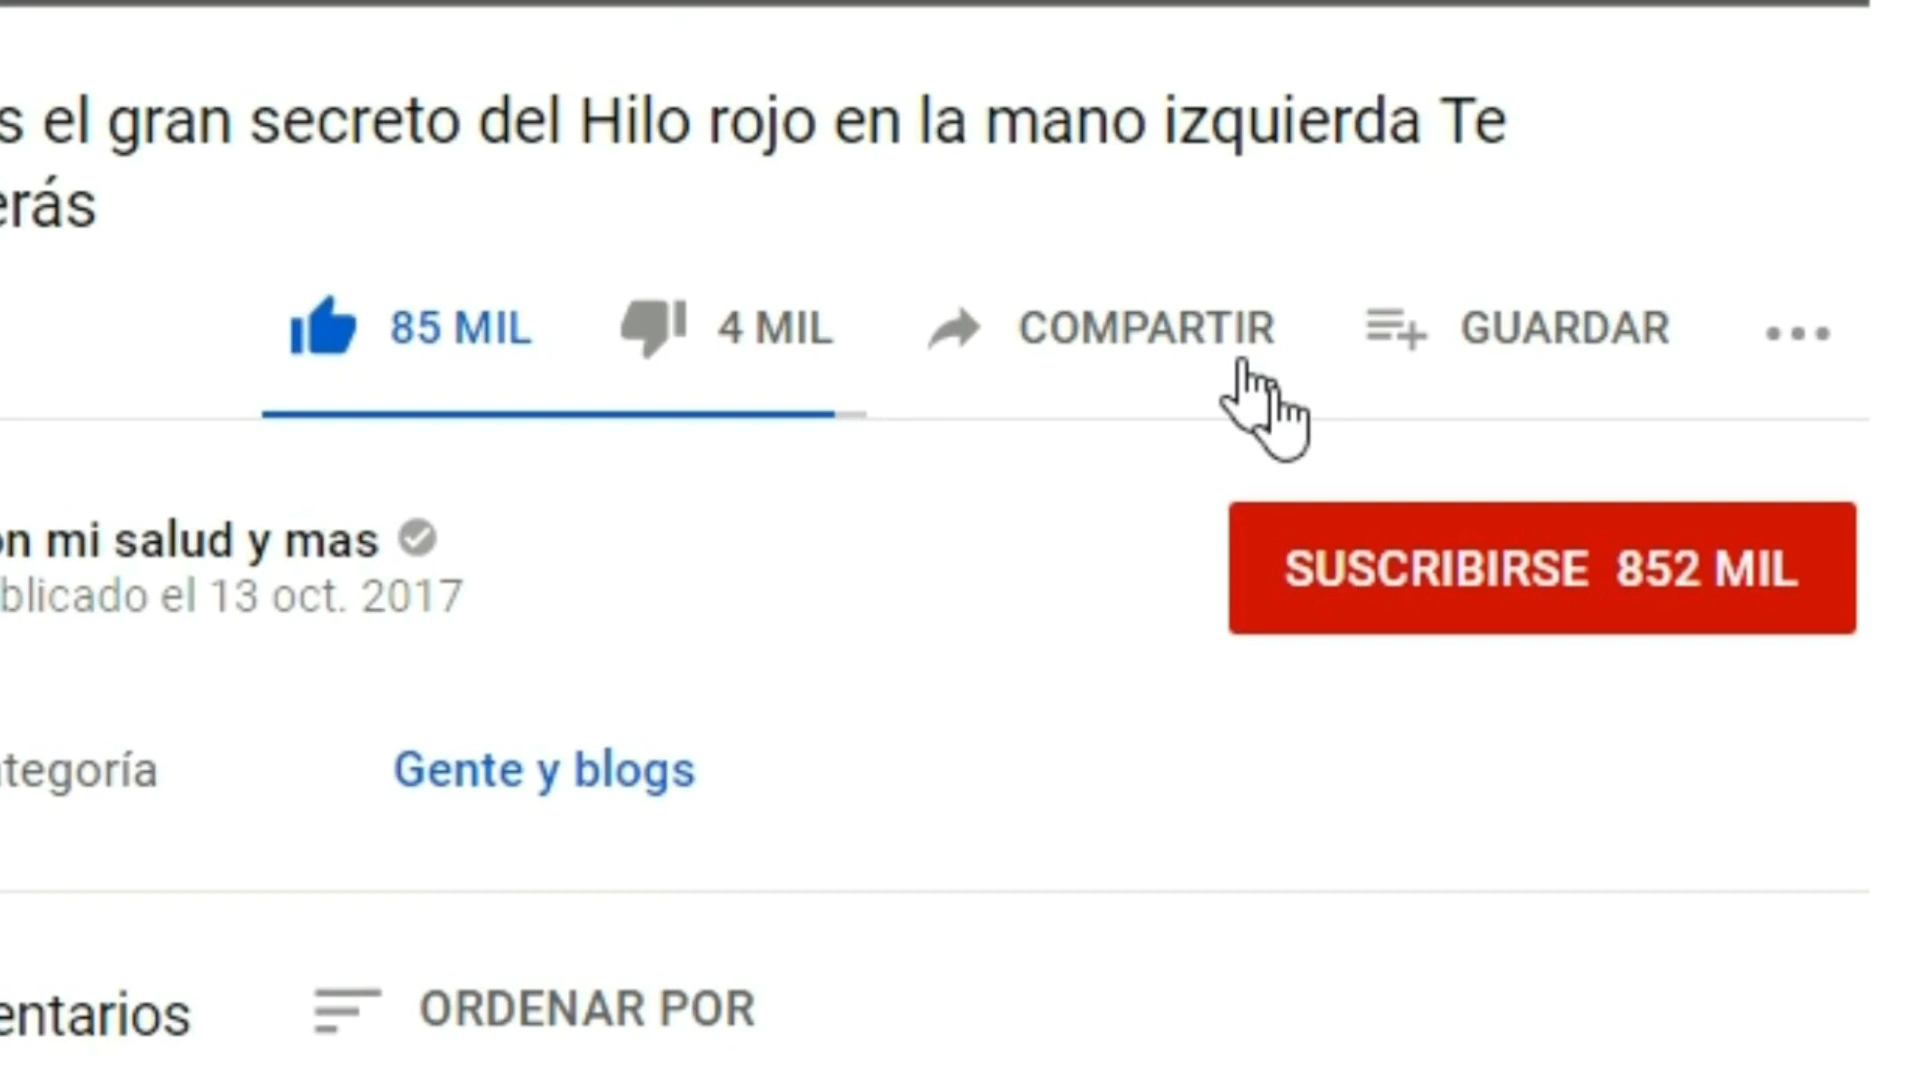 s el gran secreto del Hilo rojo en la mano izquierda Te
erás
85 MIL 4 MIL COMPARTIR GUARDAR
on mi salud y mas
blicado el 13 oct. 2017
SUSCRIBIRSE 852 MIL
tegoría Gente y blogs
entarios ORDENAR POR